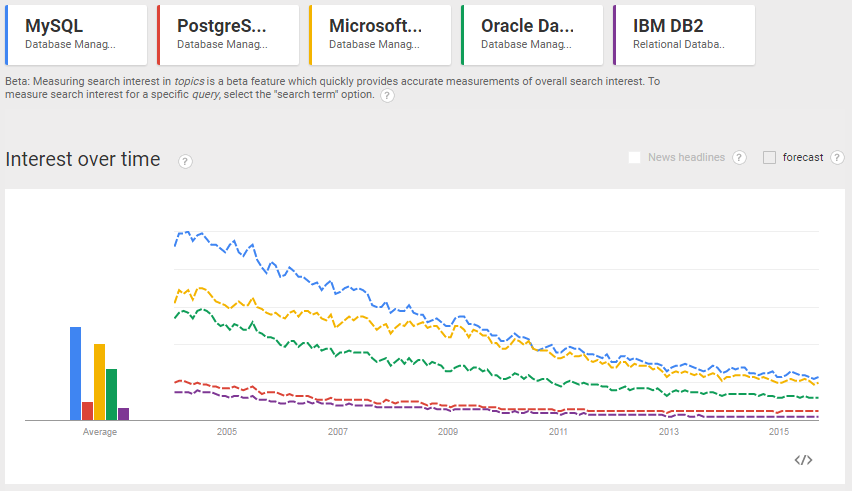 MySQL
Database Manag...
PostgreS...
Database Manag...
Microsoft...
Database Manag...
Oracle Da...
Database Manag...
IBM DB2
Relational Databa..
Beta: Measuring search interest in topics is a beta feature which quickly provides accurate measurements of overall search interest. To
measure search interest for a specific query, select the "search term" option. ?
Interest over time ?
News headlines ? forecast ?
Average 2005 2007 2009 2011 2013 2015
</>